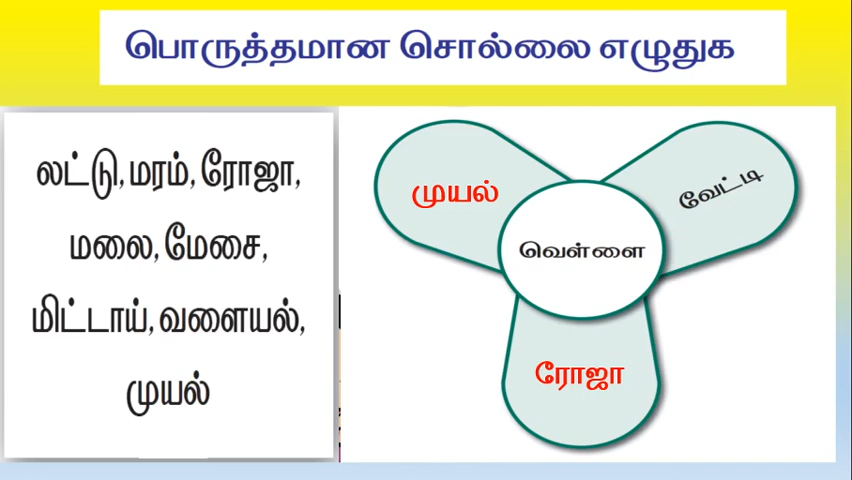 பொருத்தமான சொல்லை எழுதுக
லட்டு, மரம், ரோஜா,
மலை, மேசை,
மிட்டாய், வளையல்,
முயல்
முயல்
வேட்டி
வெள்ளை
ரோஜா